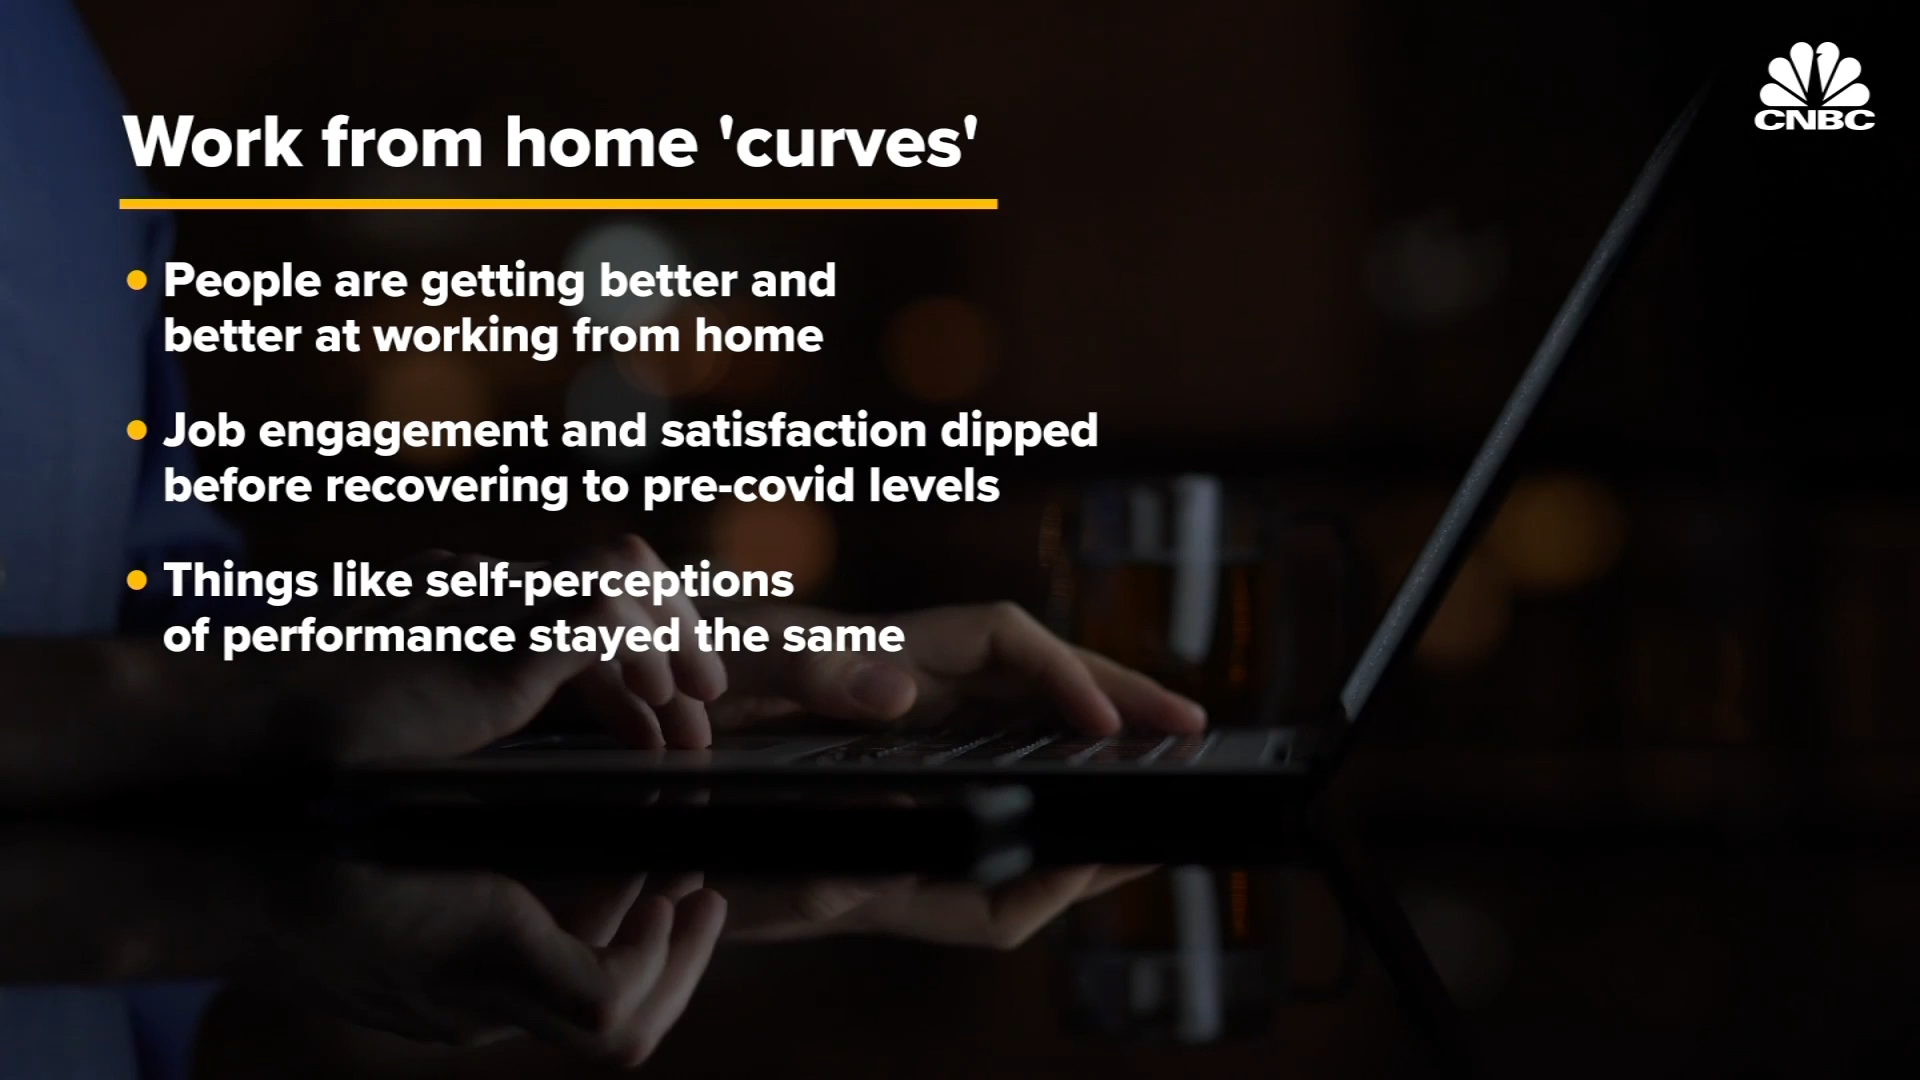 CNBC
Work from home 'curves'
People are getting better and
better at working from home
Job engagement and satisfaction dipped
before recovering to pre-covid levels
Things like self-perceptions
of performance stayed the same